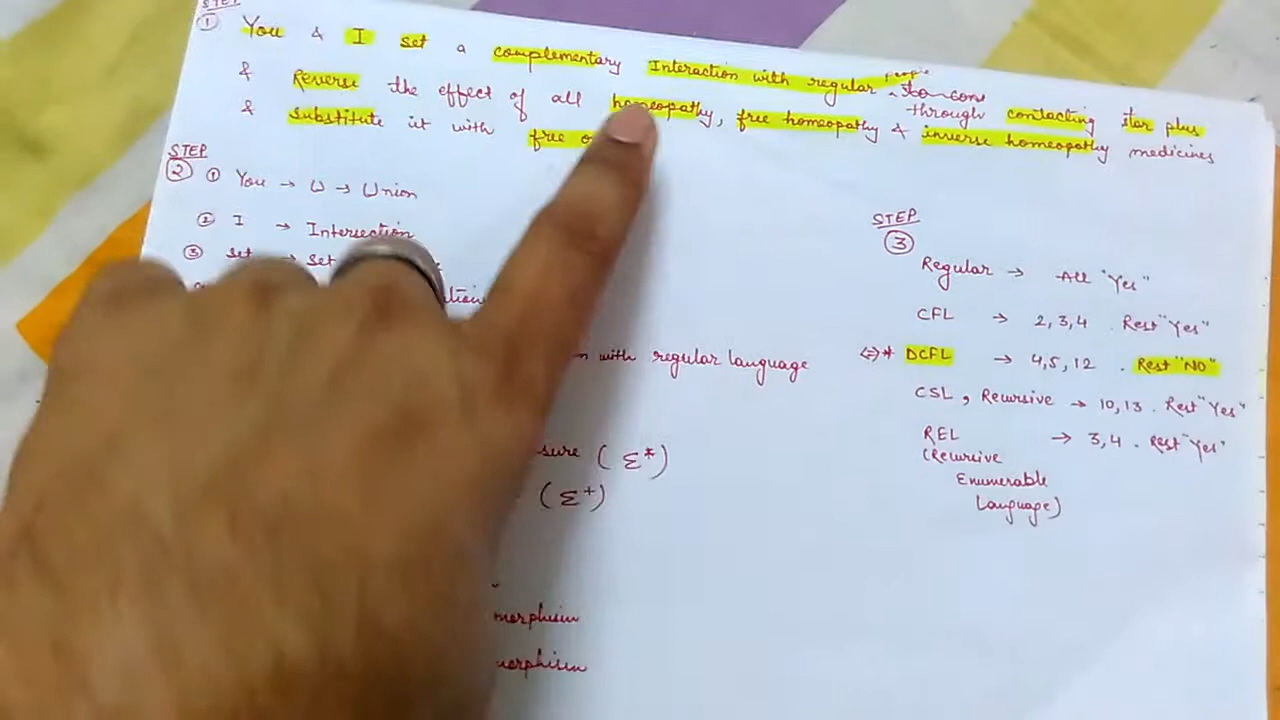 STEP
①
You & I set a complementary Interaction with regular people
through contacting star plus
& Reverse the effect of all homeopathy, free homeopathy & inverse homeopathy medicines
& substitute it with free
STEP
② ① You → U → Union
② I → Intersection
③ set → set
with regular language
(Σ*)
(Σ+)
STEP
③
Regular → All "Yes"
CFL → 2, 3, 4 . Rest "Yes"
⇔* DCFL → 4, 5, 12 . Rest "NO"
CSL, Recursive → 10, 13 . Rest "Yes"
REL → 3, 4 . Rest "Yes"
(Recursive
Enumerable
Language)